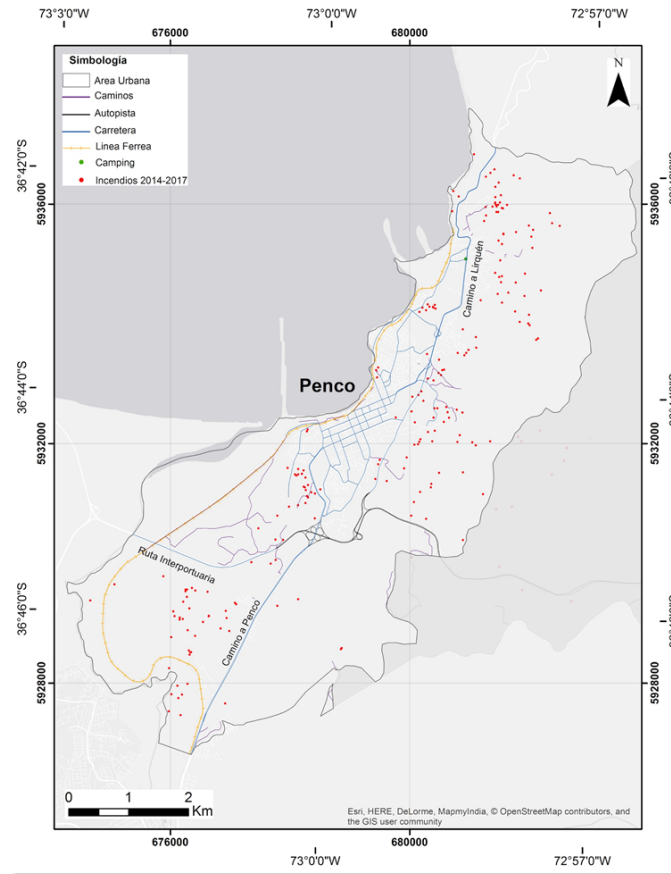 73°3'0"W 73°0'0"W 72°57'0"W
676000 680000
Simbología
Area Urbana
Caminos
Autopista
Carretera
Linea Ferrea
Camping
Incendios 2014-2017
N
36°42'0"S
5936000 5936000
Camino a Lirquén
36°44'0"S
Penco
5932000 5932000
Ruta Interportuaria
36°46'0"S
Camino a Penco
5928000 5928000
0 1 2
Km
Esri, HERE, DeLorme, MapmyIndia, © OpenStreetMap contributors, and
the GIS user community
676000 680000
73°0'0"W 72°57'0"W